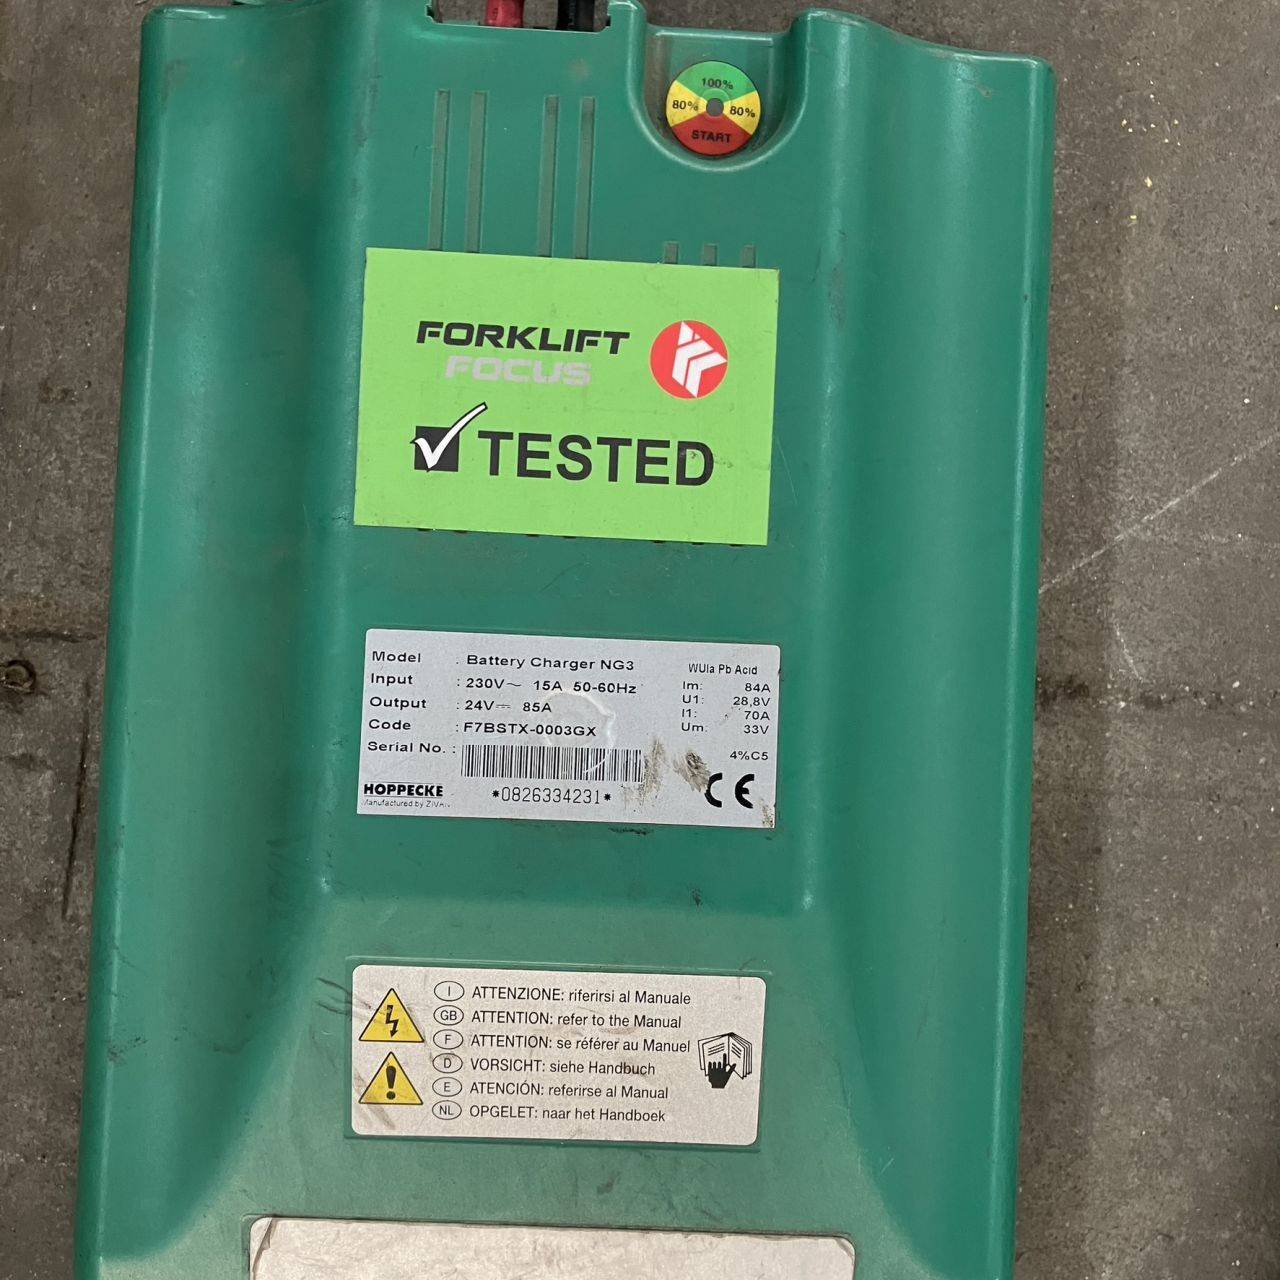 100%
80% 80%
START
FORKLIFT
FOCUS
TESTED
Model : Battery Charger NG3
Input : 230V~ 15A 50-60Hz
Output : 24V⎓ 85A
Code : F7BSTX-0003GX
Serial No. :
*0826334231*
HOPPECKE
Manufactured by ZIVAN
WUIa Pb Acid
Im: 84A
U1: 28,8V
I1: 70A
Um: 33V
4%C5
CE
I ATTENZIONE: riferirsi al Manuale
GB ATTENTION: refer to the Manual
F ATTENTION: se référer au Manuel
D VORSICHT: siehe Handbuch
E ATENCIÓN: referirse al Manual
NL OPGELET: naar het Handboek